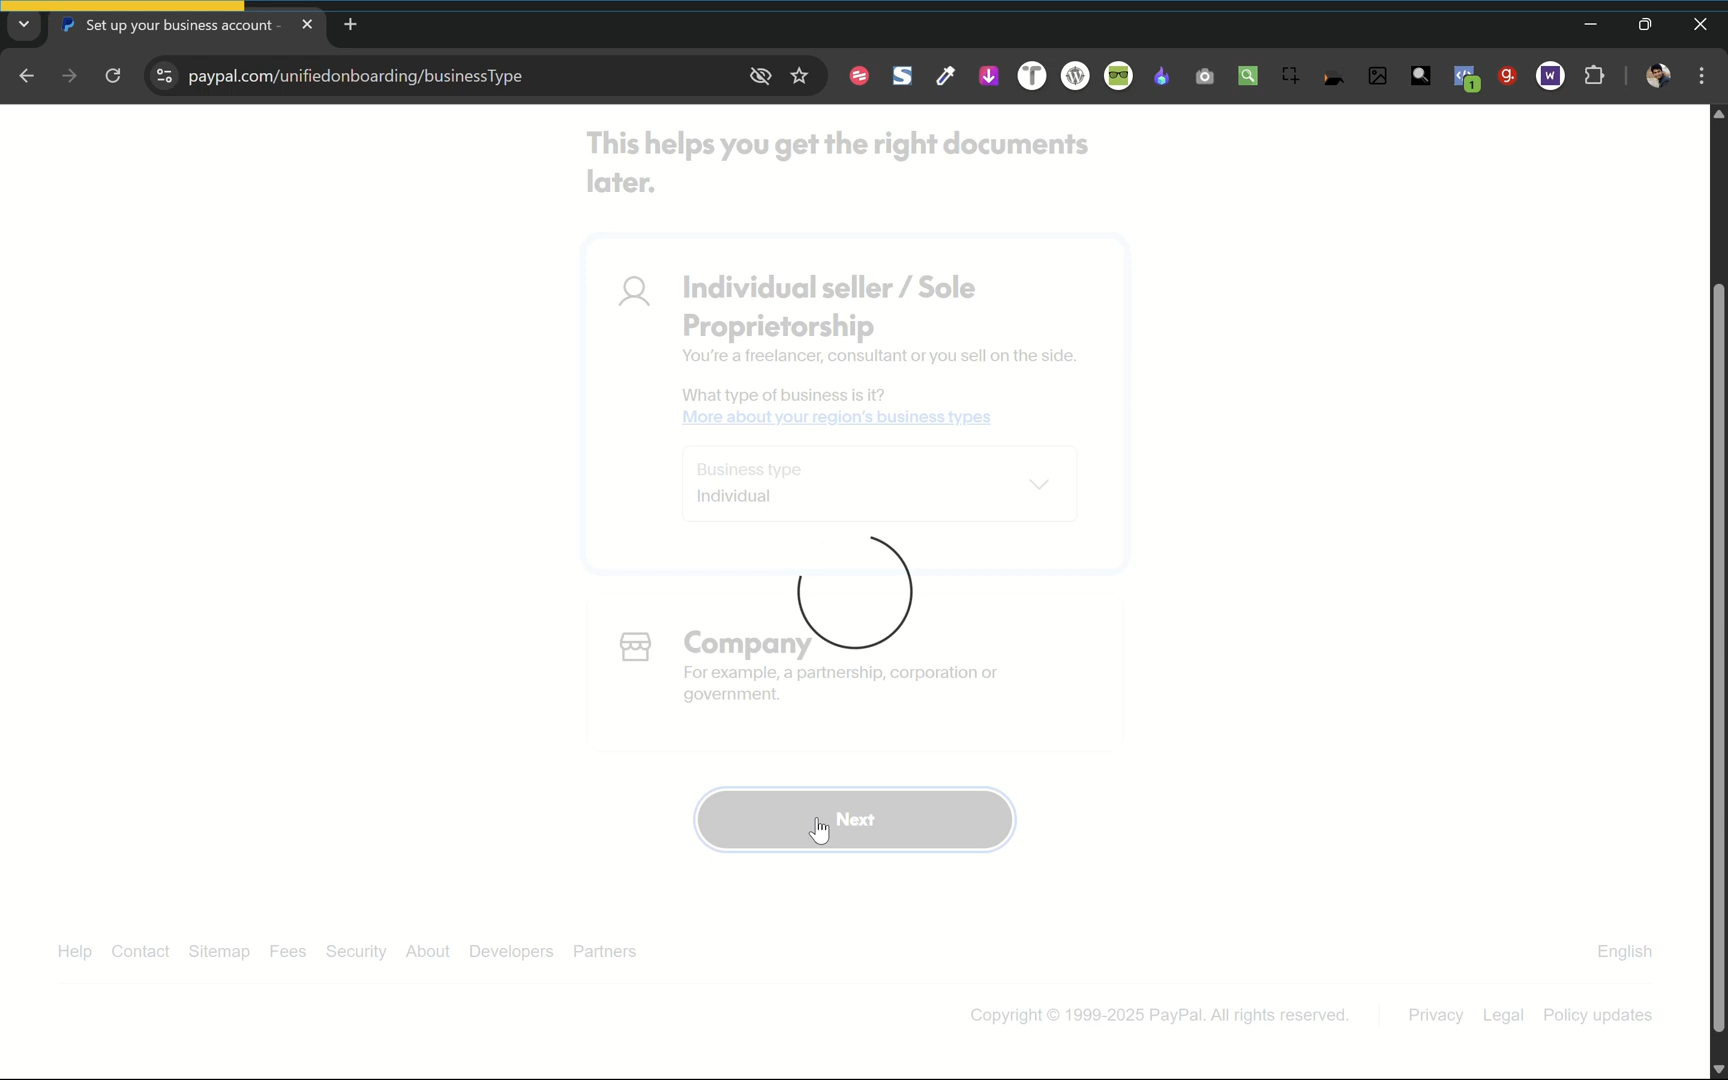 Set up your business account -
paypal.com/unifiedonboarding/businessType
This helps you get the right documents
later.
Individual seller / Sole
Proprietorship
You're a freelancer, consultant or you sell on the side.
What type of business is it?
More about your region's business types
Business type
Individual
Company
For example, a partnership, corporation or
government.
Next
Help Contact Sitemap Fees Security About Developers Partners
English
Copyright © 1999-2025 PayPal. All rights reserved.
Privacy Legal Policy updates